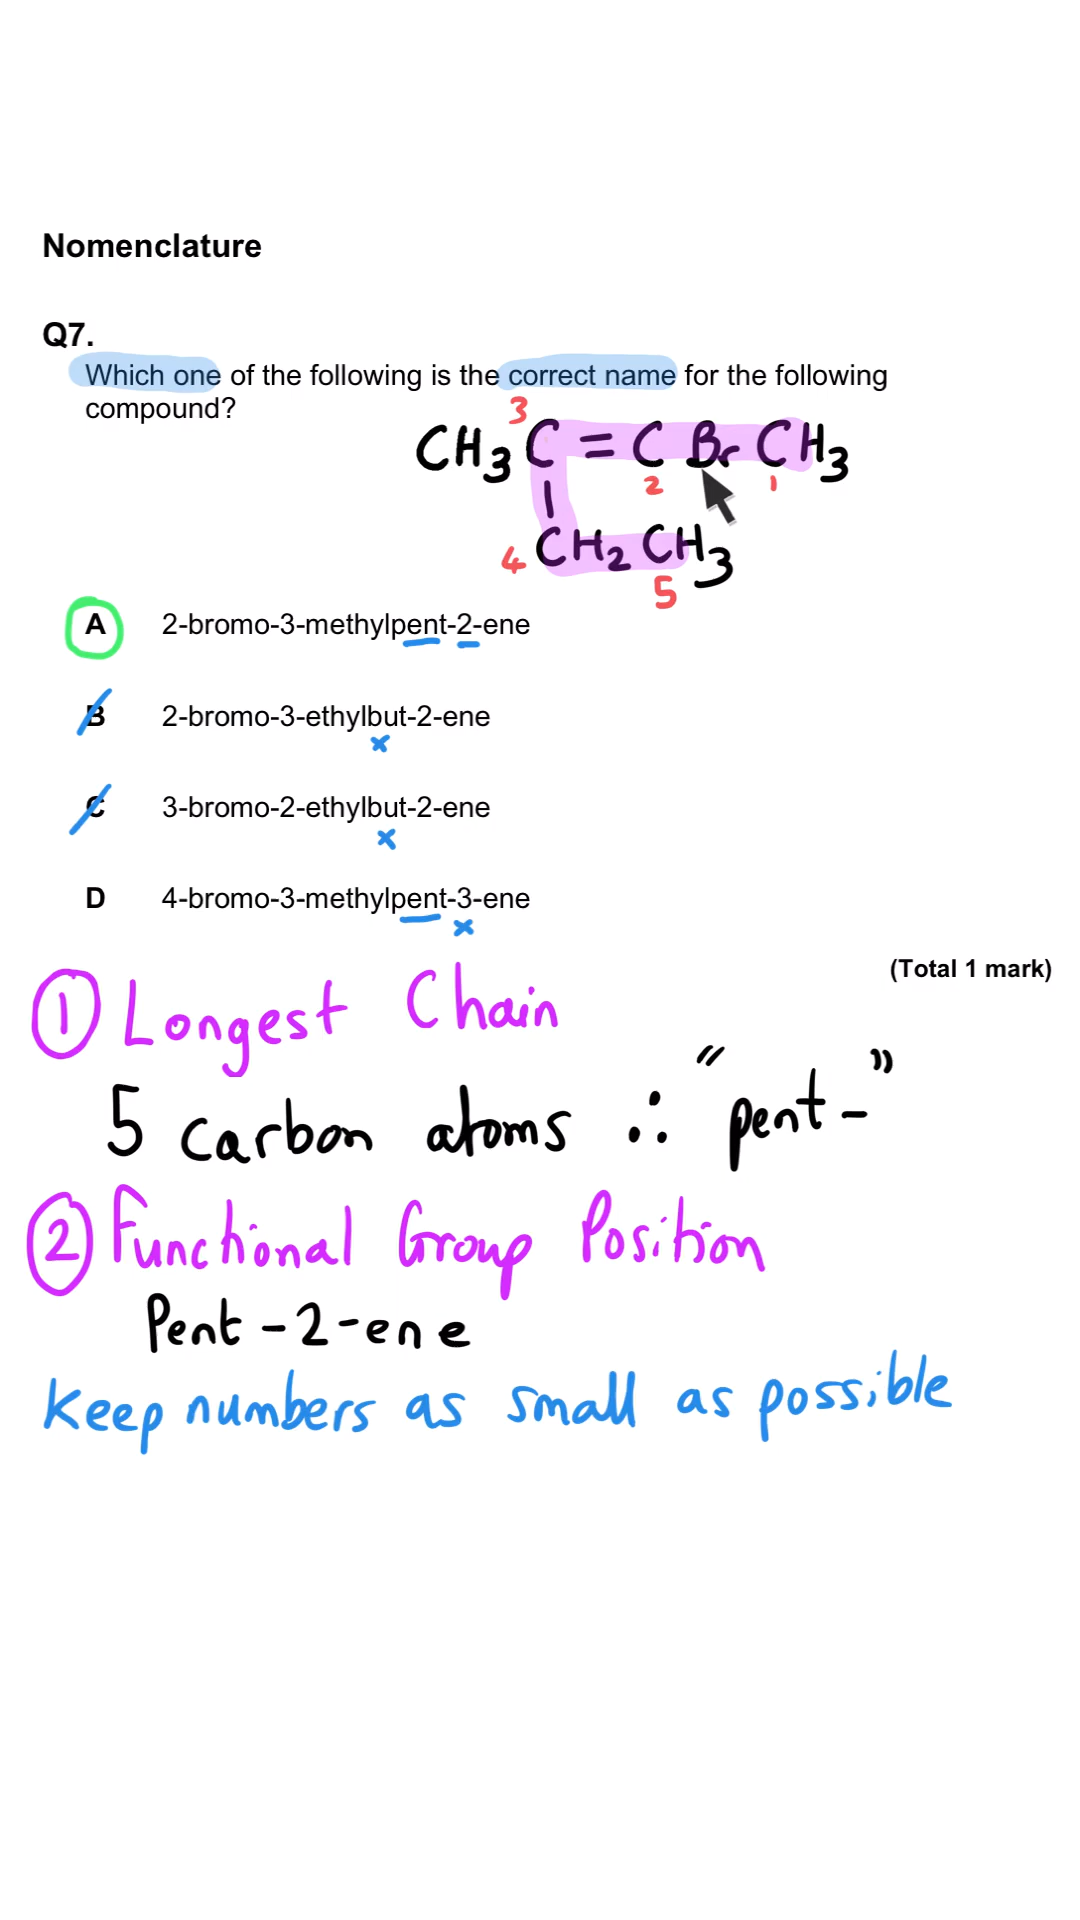 Nomenclature
Q7.
Which one of the following is the correct name for the following
compound?
3
CH3 C = C Br CH3
2 1
4 CH2 CH3
5
A 2-bromo-3-methylpent-2-ene
B 2-bromo-3-ethylbut-2-ene
x
C 3-bromo-2-ethylbut-2-ene
x
D 4-bromo-3-methylpent-3-ene
x
(Total 1 mark)
① Longest Chain
5 carbon atoms ∴ "pent-"
② Functional Group Position
Pent-2-ene
Keep numbers as small as possible